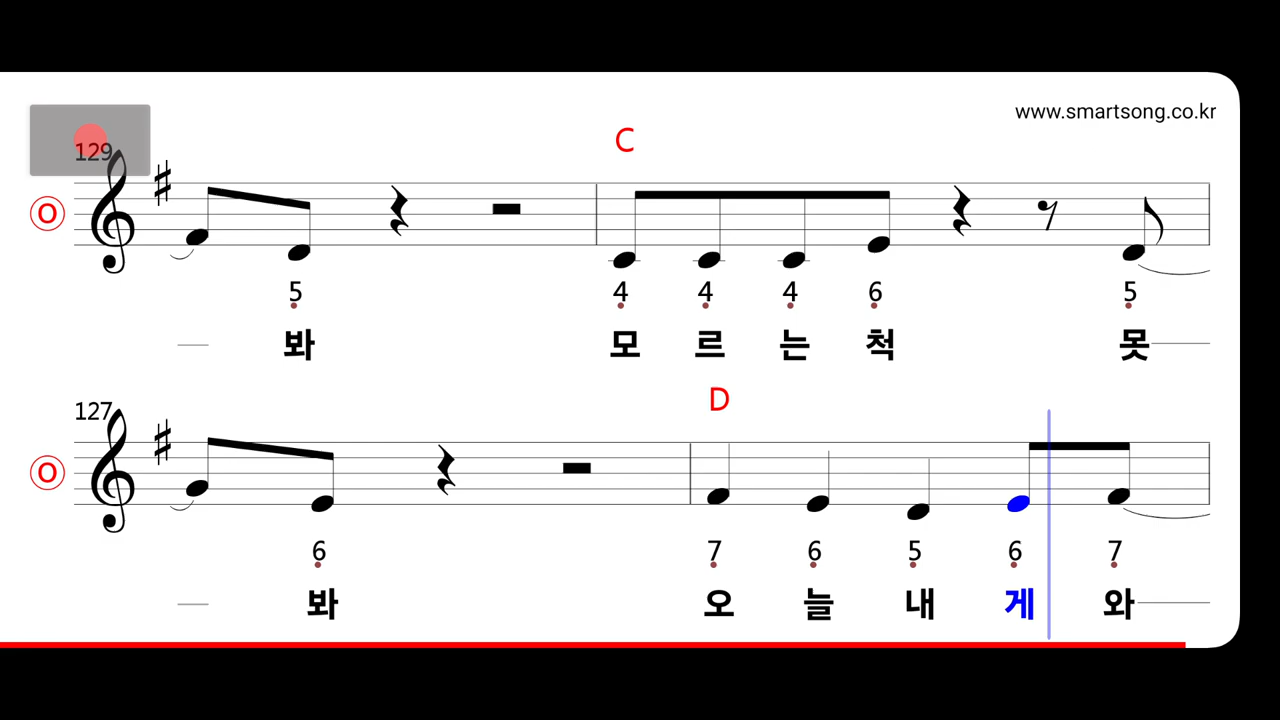 www.smartsong.co.kr
129
C
O
5 4 4 4 6 5
봐 모 르 는 척 못
127
D
O
6 7 6 5 6 7
봐 오 늘 내 게 와